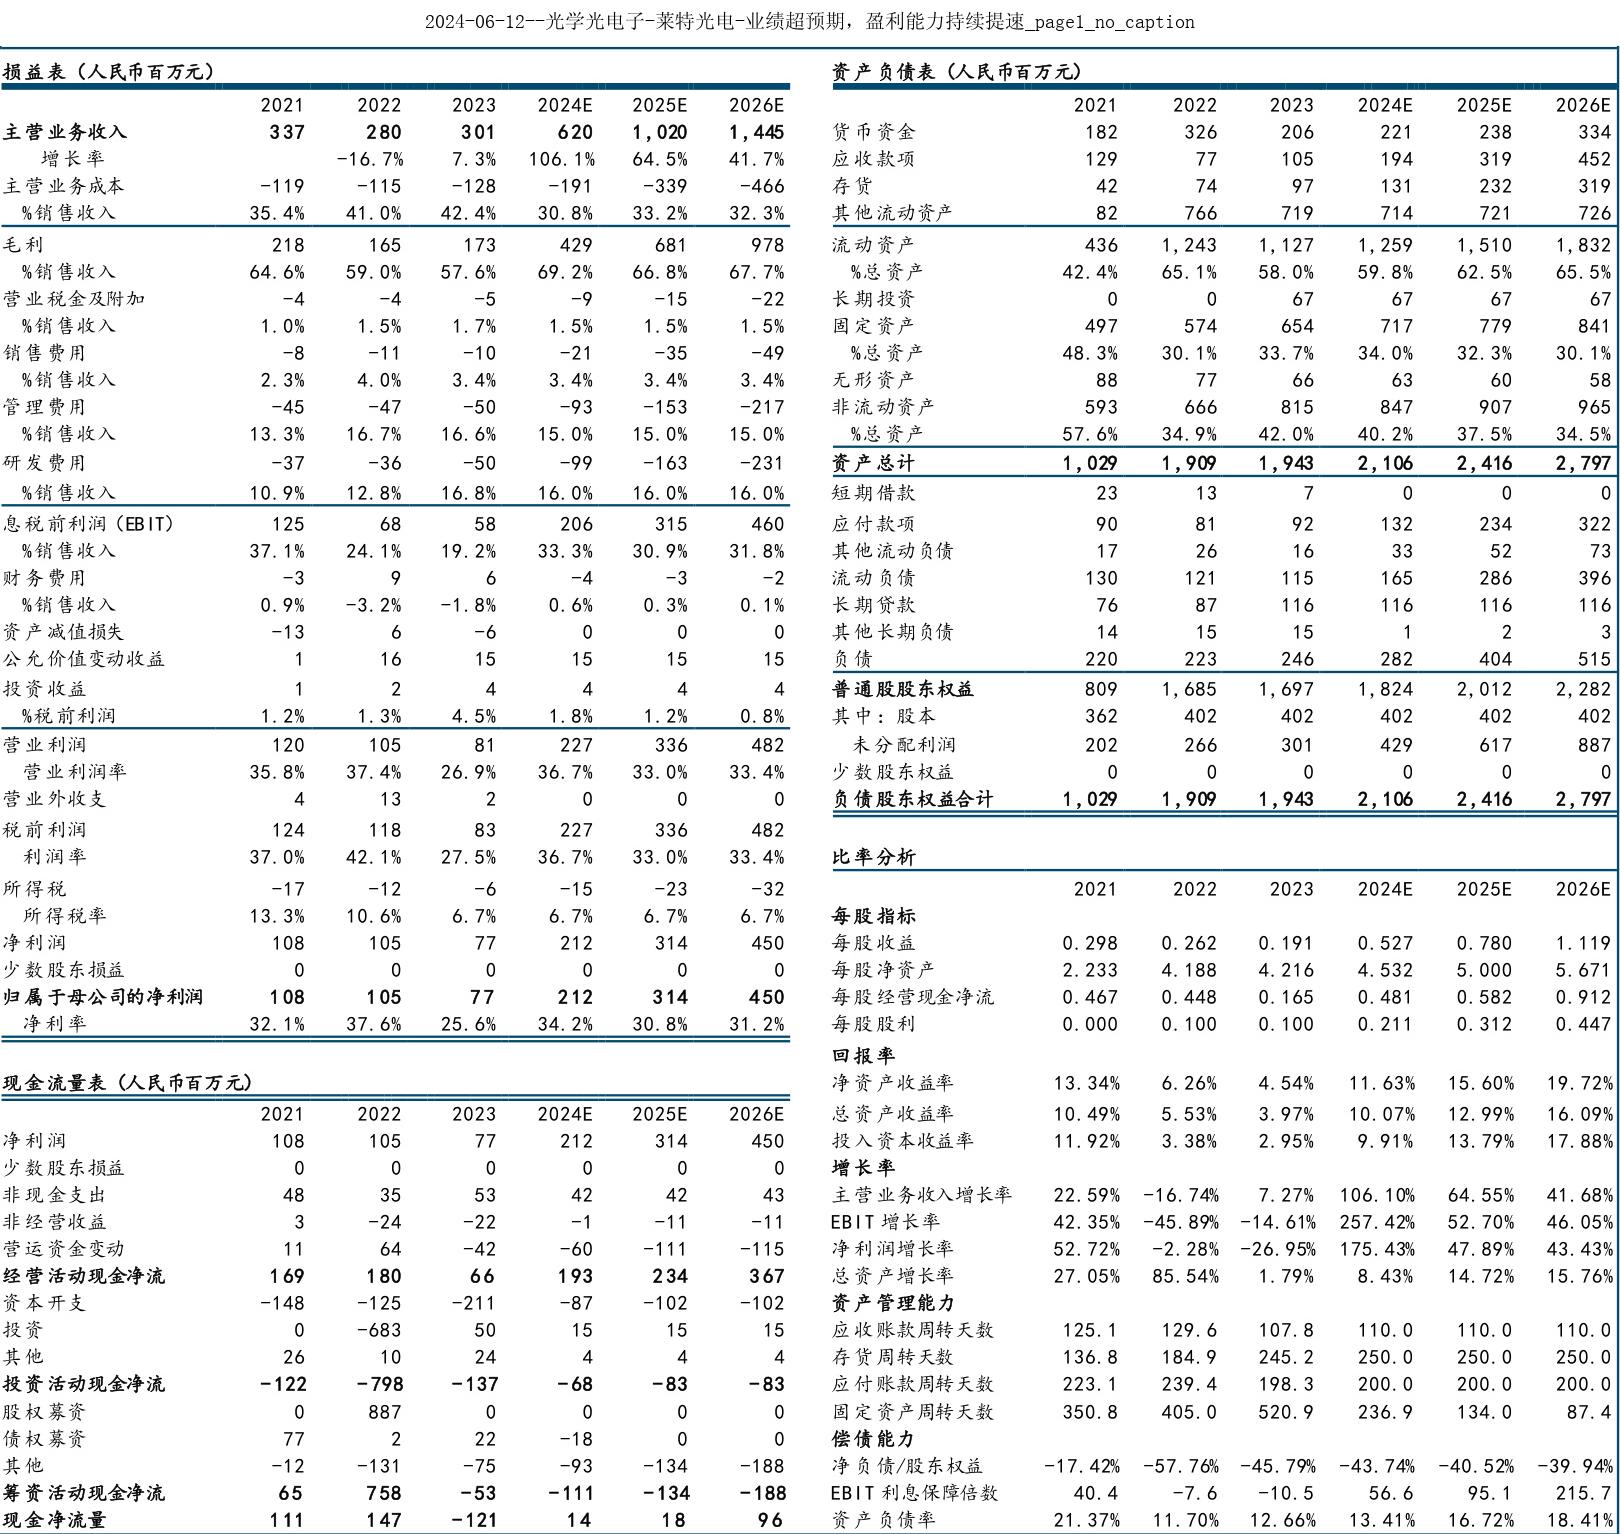 2024-06-12--光学光电子-莱特光电-业绩超预期，盈利能力持续提速_page1_no_caption
损益表（人民币百万元）
2021 2022 2023 2024E 2025E 2026E
主营业务收入 337 280 301 620 1,020 1,445
增长率 -16.7% 7.3% 106.1% 64.5% 41.7%
主营业务成本 -119 -115 -128 -191 -339 -466
%销售收入 35.4% 41.0% 42.4% 30.8% 33.2% 32.3%
毛利 218 165 173 429 681 978
%销售收入 64.6% 59.0% 57.6% 69.2% 66.8% 67.7%
营业税金及附加 -4 -4 -5 -9 -15 -22
%销售收入 1.0% 1.5% 1.7% 1.5% 1.5% 1.5%
销售费用 -8 -11 -10 -21 -35 -49
%销售收入 2.3% 4.0% 3.4% 3.4% 3.4% 3.4%
管理费用 -45 -47 -50 -93 -153 -217
%销售收入 13.3% 16.7% 16.6% 15.0% 15.0% 15.0%
研发费用 -37 -36 -50 -99 -163 -231
%销售收入 10.9% 12.8% 16.8% 16.0% 16.0% 16.0%
息税前利润（EBIT） 125 68 58 206 315 460
%销售收入 37.1% 24.1% 19.2% 33.3% 30.9% 31.8%
财务费用 -3 9 6 -4 -3 -2
%销售收入 0.9% -3.2% -1.8% 0.6% 0.3% 0.1%
资产减值损失 -13 6 -6 0 0 0
公允价值变动收益 1 16 15 15 15 15
投资收益 1 2 4 4 4 4
%税前利润 1.2% 1.3% 4.5% 1.8% 1.2% 0.8%
营业利润 120 105 81 227 336 482
营业利润率 35.8% 37.4% 26.9% 36.7% 33.0% 33.4%
营业外收支 4 13 2 0 0 0
税前利润 124 118 83 227 336 482
利润率 37.0% 42.1% 27.5% 36.7% 33.0% 33.4%
所得税 -17 -12 -6 -15 -23 -32
所得税率 13.3% 10.6% 6.7% 6.7% 6.7% 6.7%
净利润 108 105 77 212 314 450
少数股东损益 0 0 0 0 0 0
归属于母公司的净利润 108 105 77 212 314 450
净利率 32.1% 37.6% 25.6% 34.2% 30.8% 31.2%
现金流量表（人民币百万元）
2021 2022 2023 2024E 2025E 2026E
净利润 108 105 77 212 314 450
少数股东损益 0 0 0 0 0 0
非现金支出 48 35 53 42 42 43
非经营收益 3 -24 -22 -1 -11 -11
营运资金变动 11 64 -42 -60 -111 -115
经营活动现金净流 169 180 66 193 234 367
资本开支 -148 -125 -211 -87 -102 -102
投资 0 -683 50 15 15 15
其他 26 10 24 4 4 4
投资活动现金净流 -122 -798 -137 -68 -83 -83
股权募资 0 887 0 0 0 0
债权募资 77 2 22 -18 0 0
其他 -12 -131 -75 -93 -134 -188
筹资活动现金净流 65 758 -53 -111 -134 -188
现金净流量 111 147 -121 14 18 96
资产负债表（人民币百万元）
2021 2022 2023 2024E 2025E 2026E
货币资金 182 326 206 221 238 334
应收款项 129 77 105 194 319 452
存货 42 74 97 131 232 319
其他流动资产 82 766 719 714 721 726
流动资产 436 1,243 1,127 1,259 1,510 1,832
%总资产 42.4% 65.1% 58.0% 59.8% 62.5% 65.5%
长期投资 0 0 67 67 67 67
固定资产 497 574 654 717 779 841
%总资产 48.3% 30.1% 33.7% 34.0% 32.3% 30.1%
无形资产 88 77 66 63 60 58
非流动资产 593 666 815 847 907 965
%总资产 57.6% 34.9% 42.0% 40.2% 37.5% 34.5%
资产总计 1,029 1,909 1,943 2,106 2,416 2,797
短期借款 23 13 7 0 0 0
应付款项 90 81 92 132 234 322
其他流动负债 17 26 16 33 52 73
流动负债 130 121 115 165 286 396
长期贷款 76 87 116 116 116 116
其他长期负债 14 15 15 1 2 3
负债 220 223 246 282 404 515
普通股股东权益 809 1,685 1,697 1,824 2,012 2,282
其中：股本 362 402 402 402 402 402
未分配利润 202 266 301 429 617 887
少数股东权益 0 0 0 0 0 0
负债股东权益合计 1,029 1,909 1,943 2,106 2,416 2,797
比率分析
2021 2022 2023 2024E 2025E 2026E
每股指标
每股收益 0.298 0.262 0.191 0.527 0.780 1.119
每股净资产 2.233 4.188 4.216 4.532 5.000 5.671
每股经营现金净流 0.467 0.448 0.165 0.481 0.582 0.912
每股股利 0.000 0.100 0.100 0.211 0.312 0.447
回报率
净资产收益率 13.34% 6.26% 4.54% 11.63% 15.60% 19.72%
总资产收益率 10.49% 5.53% 3.97% 10.07% 12.99% 16.09%
投入资本收益率 11.92% 3.38% 2.95% 9.91% 13.79% 17.88%
增长率
主营业务收入增长率 22.59% -16.74% 7.27% 106.10% 64.55% 41.68%
EBIT增长率 42.35% -45.89% -14.61% 257.42% 52.70% 46.05%
净利润增长率 52.72% -2.28% -26.95% 175.43% 47.89% 43.43%
总资产增长率 27.05% 85.54% 1.79% 8.43% 14.72% 15.76%
资产管理能力
应收账款周转天数 125.1 129.6 107.8 110.0 110.0 110.0
存货周转天数 136.8 184.9 245.2 250.0 250.0 250.0
应付账款周转天数 223.1 239.4 198.3 200.0 200.0 200.0
固定资产周转天数 350.8 405.0 520.9 236.9 134.0 87.4
偿债能力
净负债/股东权益 -17.42% -57.76% -45.79% -43.74% -40.52% -39.94%
EBIT利息保障倍数 40.4 -7.6 -10.5 56.6 95.1 215.7
资产负债率 21.37% 11.70% 12.66% 13.41% 16.72% 18.41%